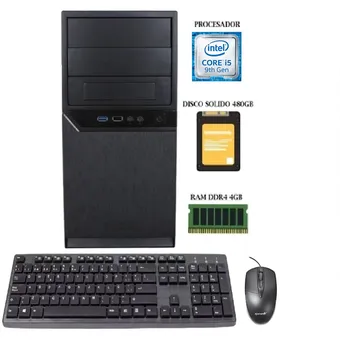 PROCESADOR
intel
CORE i5
9th Gen
DISCO SOLIDO 480GB
RAM DDR4 4GB